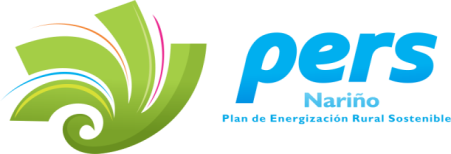 pers
Nariño
Plan de Energización Rural Sostenible